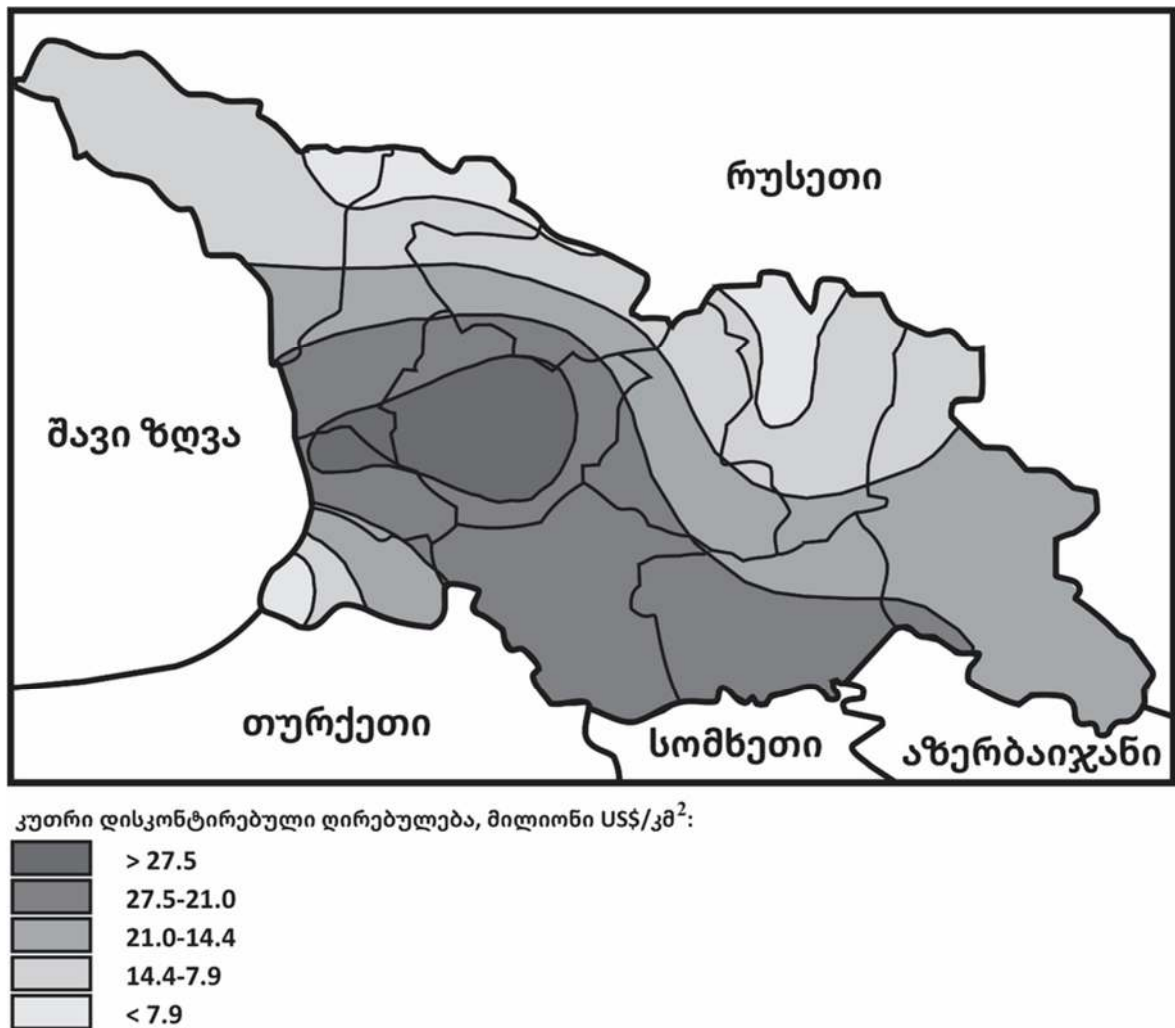 რუსეთი
შავი ზღვა
თურქეთი
სომხეთი
აზერბაიჯანი
კუთრი დისკონტირებული ღირებულება, მილიონი US$/კმ²:
> 27.5
27.5-21.0
21.0-14.4
14.4-7.9
< 7.9